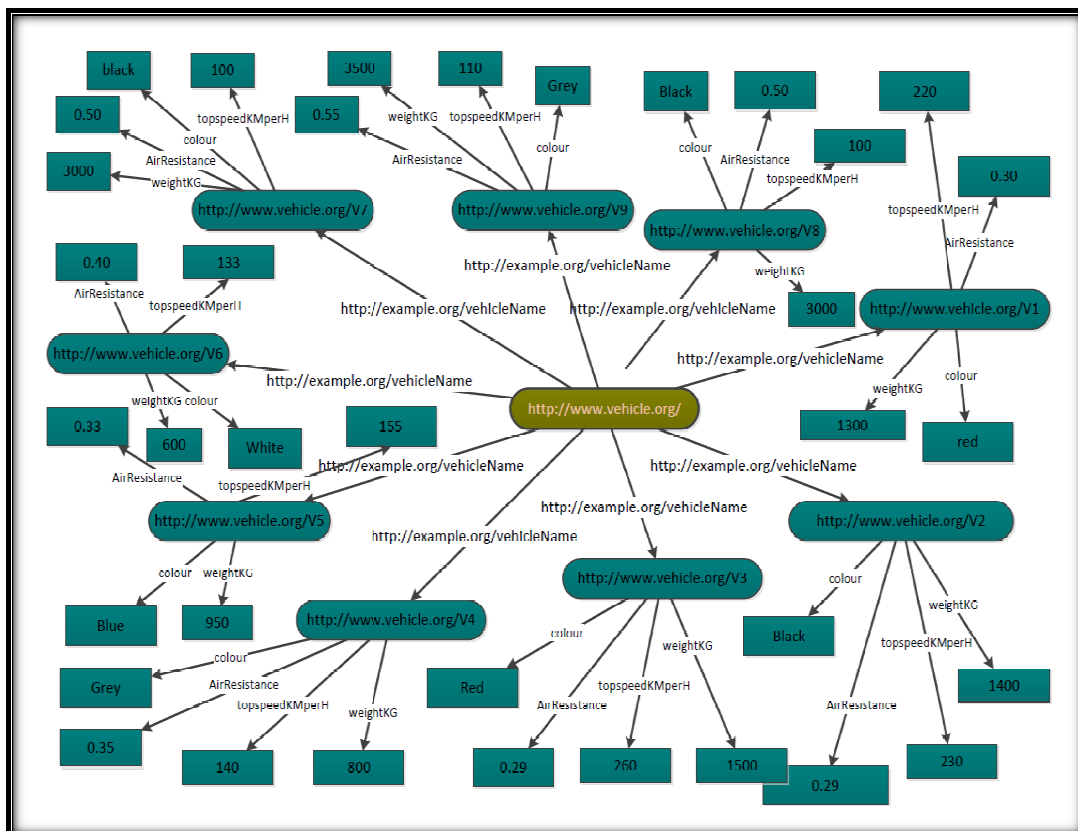 black
100
3500
110
Grey
Black
0.50
220
0.50
0.55
100
0.30
3000
colour
topspeedKMperH
AirResistance
weightKG
http://www.vehicle.org/V7
weightKG
topspeedKMperH
colour
AirResistance
http://www.vehicle.org/V9
colour
AirResistance
topspeedKMperH
http://www.vehicle.org/V8
weightKG
3000
topspeedKMperH
AirResistance
http://www.vehicle.org/V1
0.40
133
AirResistance
topspeedKMperH
http://www.vehicle.org/V6
http://example.org/vehicleName
http://example.org/vehicleName
http://example.org/vehicleName
http://example.org/vehicleName
http://example.org/vehicleName
http://www.vehicle.org/
weightKG
colour
1300
red
weightKG
colour
600
White
0.33
155
http://example.org/vehicleName
http://example.org/vehicleName
AirResistance
topspeedKMperH
http://www.vehicle.org/V5
http://example.org/vehicleName
http://example.org/vehicleName
http://www.vehicle.org/V2
colour
weightKG
Blue
950
http://www.vehicle.org/V4
http://www.vehicle.org/V3
colour
weightKG
topspeedKMperH
AirResistance
Black
1400
0.29
230
colour
AirResistance
topspeedKMperH
weightKG
Grey
0.35
140
800
colour
AirResistance
topspeedKMperH
weightKG
Red
0.29
260
1500